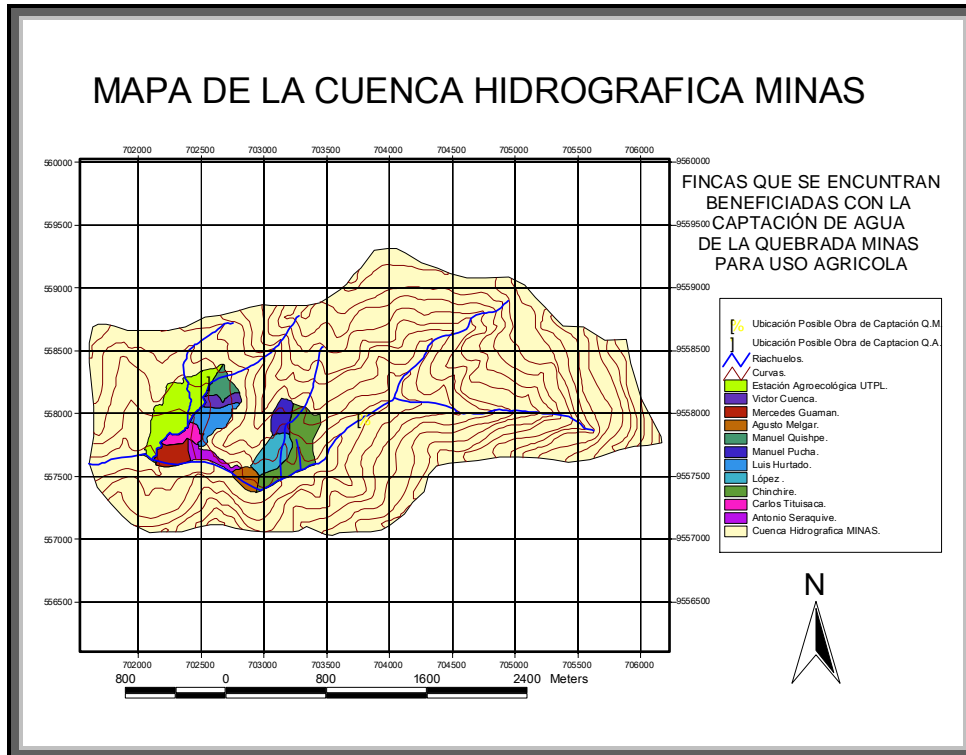 MAPA DE LA CUENCA HIDROGRAFICA MINAS
702000 702500 703000 703500 704000 704500 705000 705500 706000
560000
559500
559000
558500
558000
557500
557000
556500
9560000
9559500
9559000
9558500
9558000
9557500
9557000
9556500
702000 702500 703000 703500 704000 704500 705000 705500 706000
800 0 800 1600 2400 Meters
FINCAS QUE SE ENCUNTRAN
BENEFICIADAS CON LA
CAPTACIÓN DE AGUA
DE LA QUEBRADA MINAS
PARA USO AGRICOLA
Ubicación Posible Obra de Captación Q.M.
Ubicación Posible Obra de Captacion Q.A.
Riachuelos.
Curvas.
Estación Agroecológica UTPL.
Victor Cuenca.
Mercedes Guaman.
Agusto Melgar.
Manuel Quishpe.
Manuel Pucha.
Luis Hurtado.
López .
Chinchire.
Carlos Tituisaca.
Antonio Seraquive.
Cuenca Hidrografica MINAS.
N